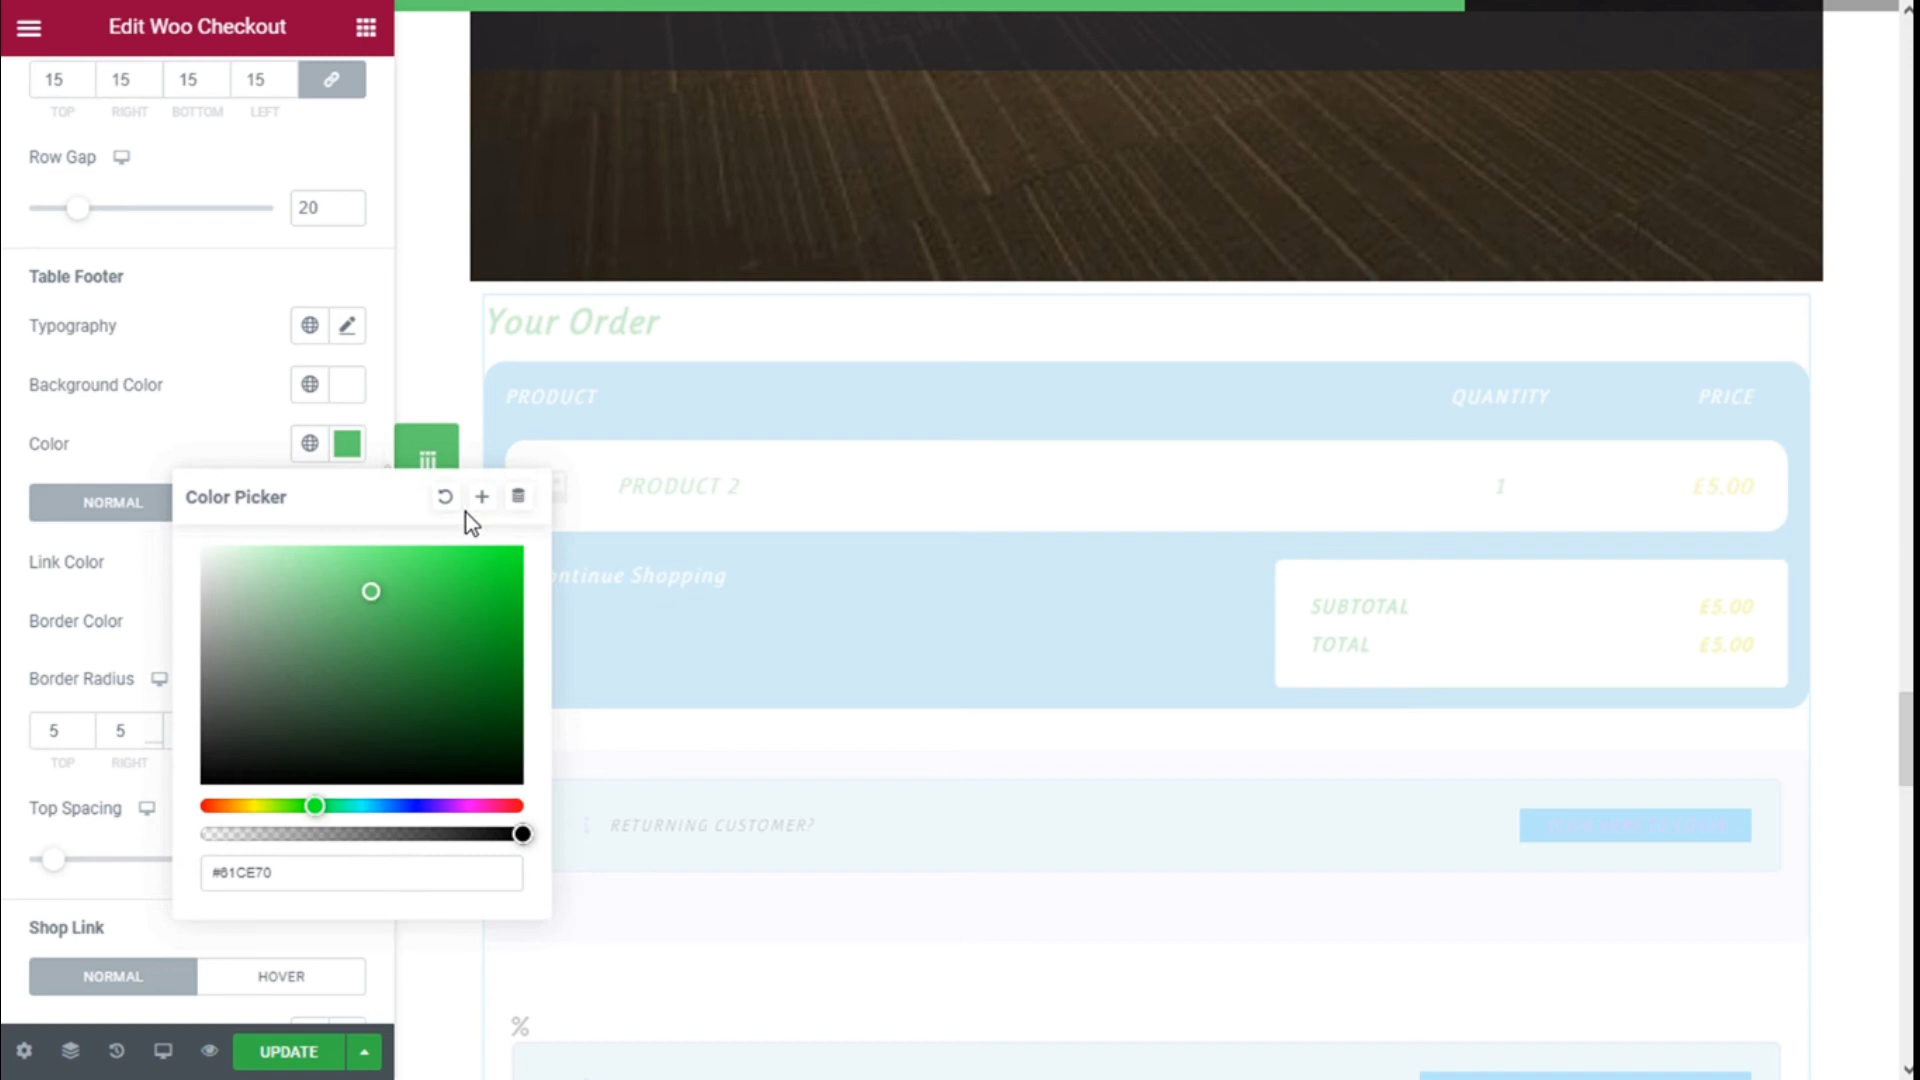 Edit Woo Checkout
15 15 15 15
TOP RIGHT BOTTOM LEFT
Row Gap
20
Table Footer
Typography
Background Color
Color
NORMAL
Color Picker
Link Color
Border Color
Border Radius
5 5
TOP RIGHT
Top Spacing
#61CE70
Shop Link
NORMAL HOVER
UPDATE
Your Order
PRODUCT QUANTITY PRICE
PRODUCT 2 1 £5.00
ontinue Shopping
SUBTOTAL £5.00
TOTAL £5.00
RETURNING CUSTOMER?
%